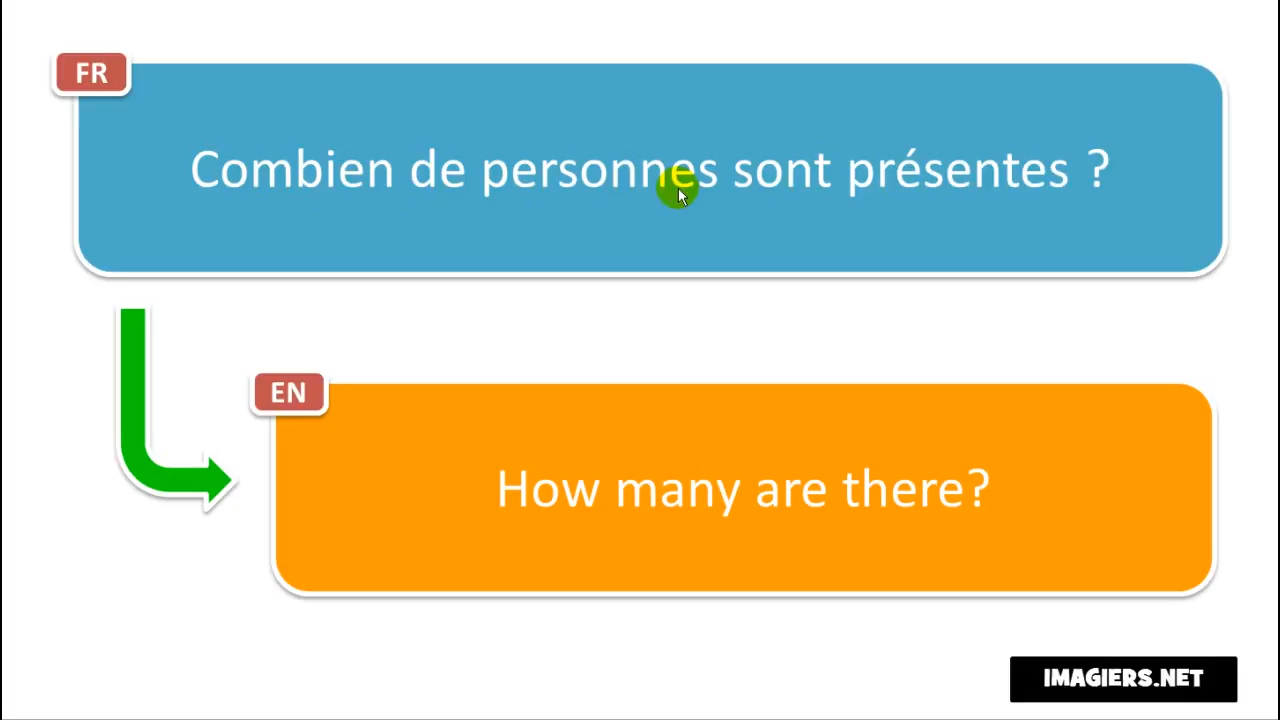 FR
Combien de personnes sont présentes ?
EN
How many are there?
IMAGIERS.NET